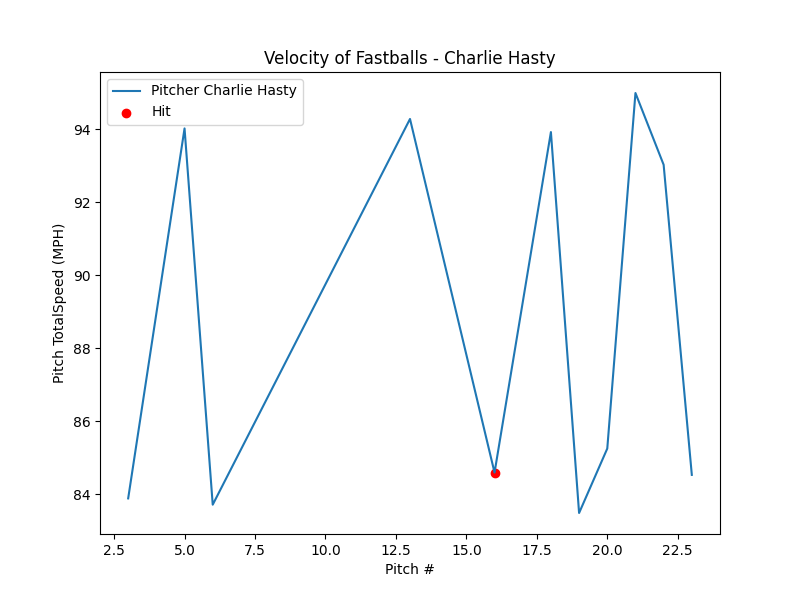 Velocity of Fastballs - Charlie Hasty
Pitcher Charlie Hasty
Hit
94
92
90
88
86
84
Pitch TotalSpeed (MPH)
2.5 5.0 7.5 10.0 12.5 15.0 17.5 20.0 22.5
Pitch #